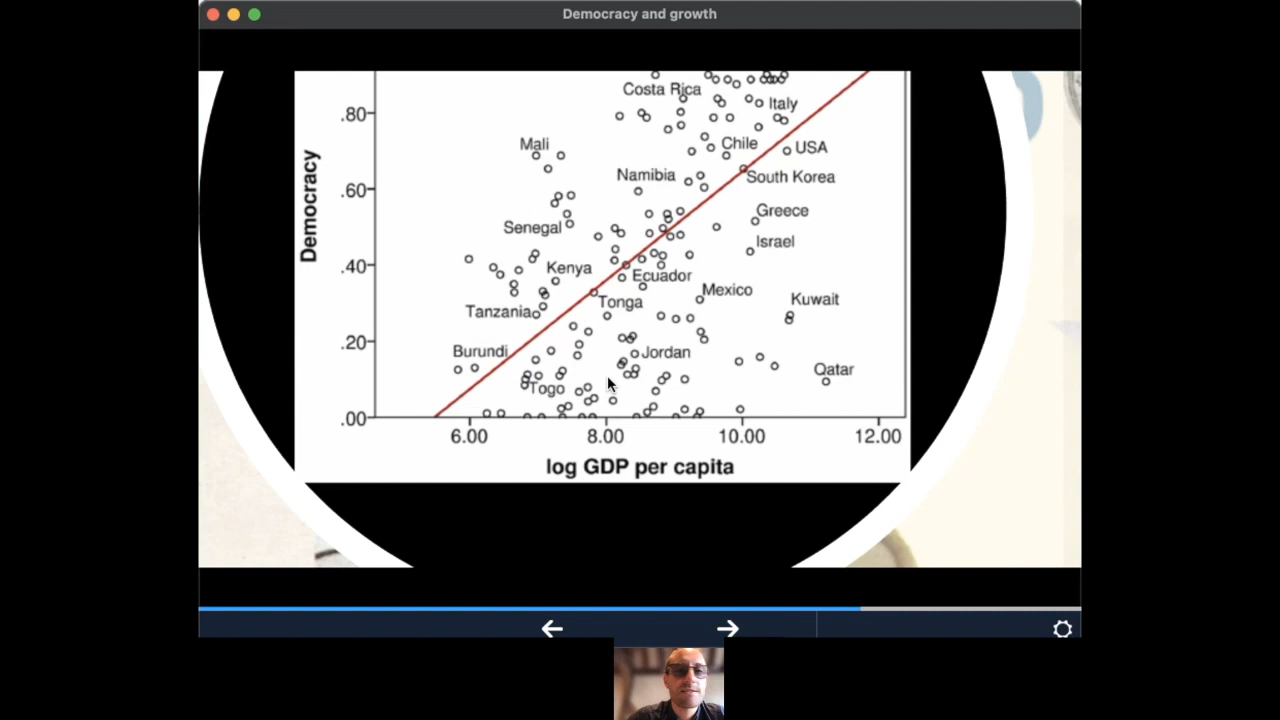 Democracy and growth
Costa Rica
.80
Italy
Mali
Chile
USA
Namibia
South Korea
.60
Democracy
Greece
Senegal
Israel
.40
Kenya
Ecuador
Mexico
Kuwait
Tonga
Tanzania
.20
Burundi
Jordan
Qatar
Togo
.00
6.00 8.00 10.00 12.00
log GDP per capita